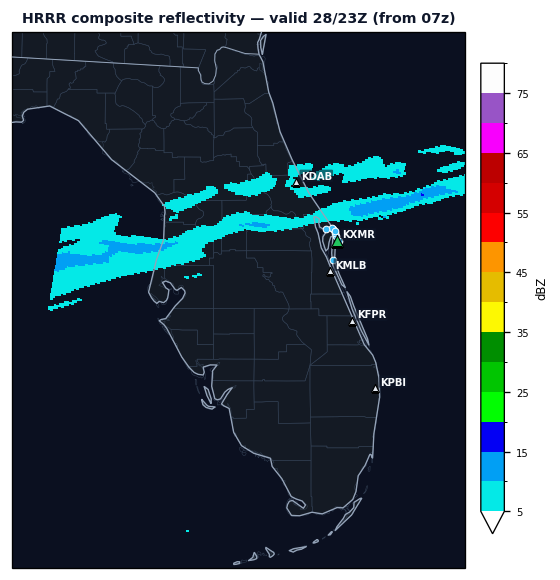 HRRR composite reflectivity — valid 28/23Z (from 07z)
75
65
55
45
35
25
15
5
dBZ
KDAB
KXMR
KMLB
KFPR
KPBI